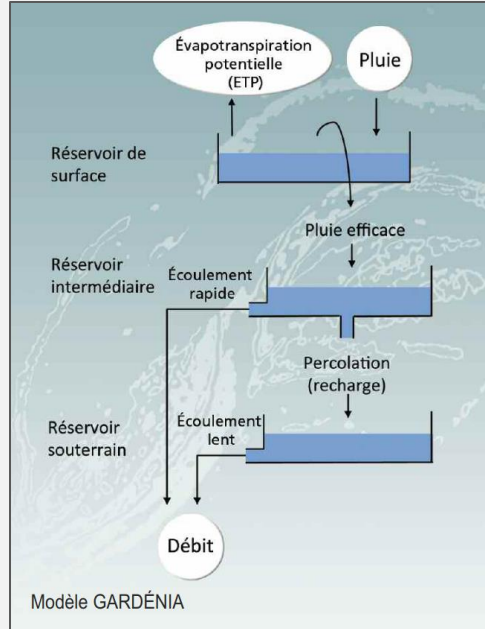 Évapotranspiration
potentielle
(ETP)
Pluie
Réservoir de
surface
Pluie efficace
Réservoir
intermédiaire
Écoulement
rapide
Percolation
(recharge)
Réservoir
souterrain
Écoulement
lent
Débit
Modèle GARDÉNIA